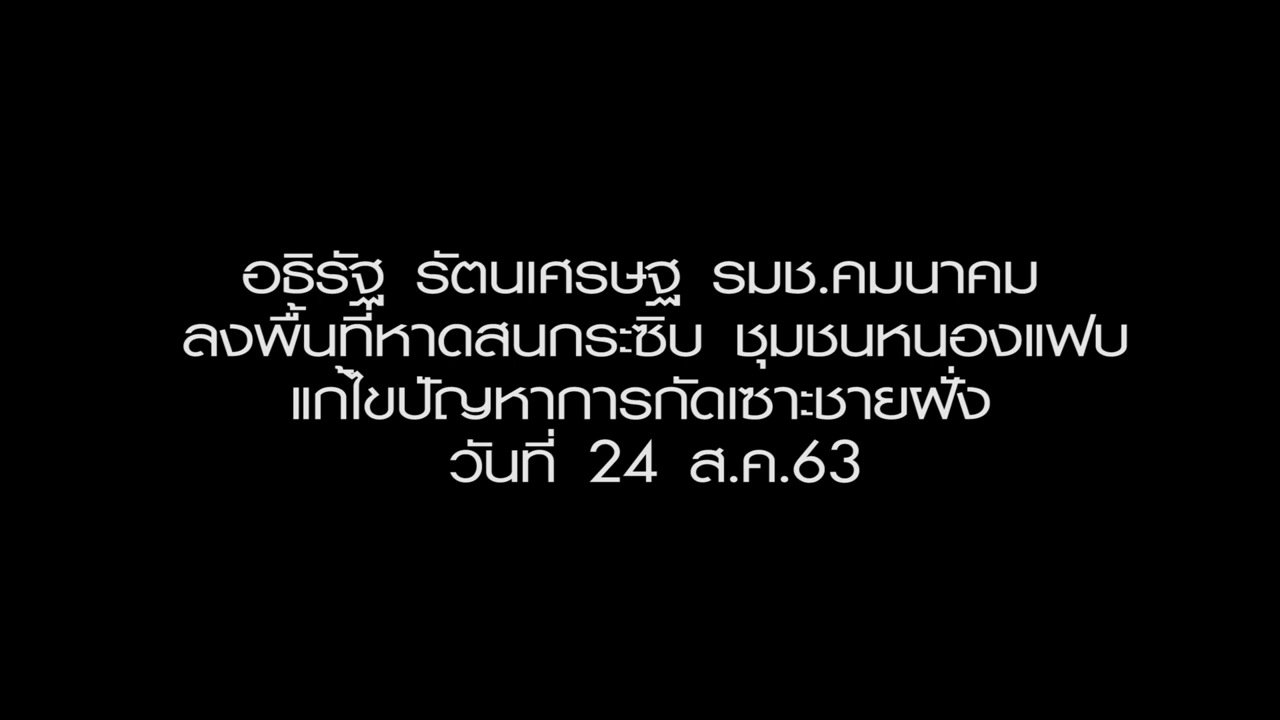 อธิรัฐ รัตนเศรษฐ รมช.คมนาคม
ลงพื้นที่หาดสนกระซิบ ชุมชนหนองแฟบ
แก้ไขปัญหาการกัดเซาะชายฝั่ง
วันที่ 24 ส.ค.63